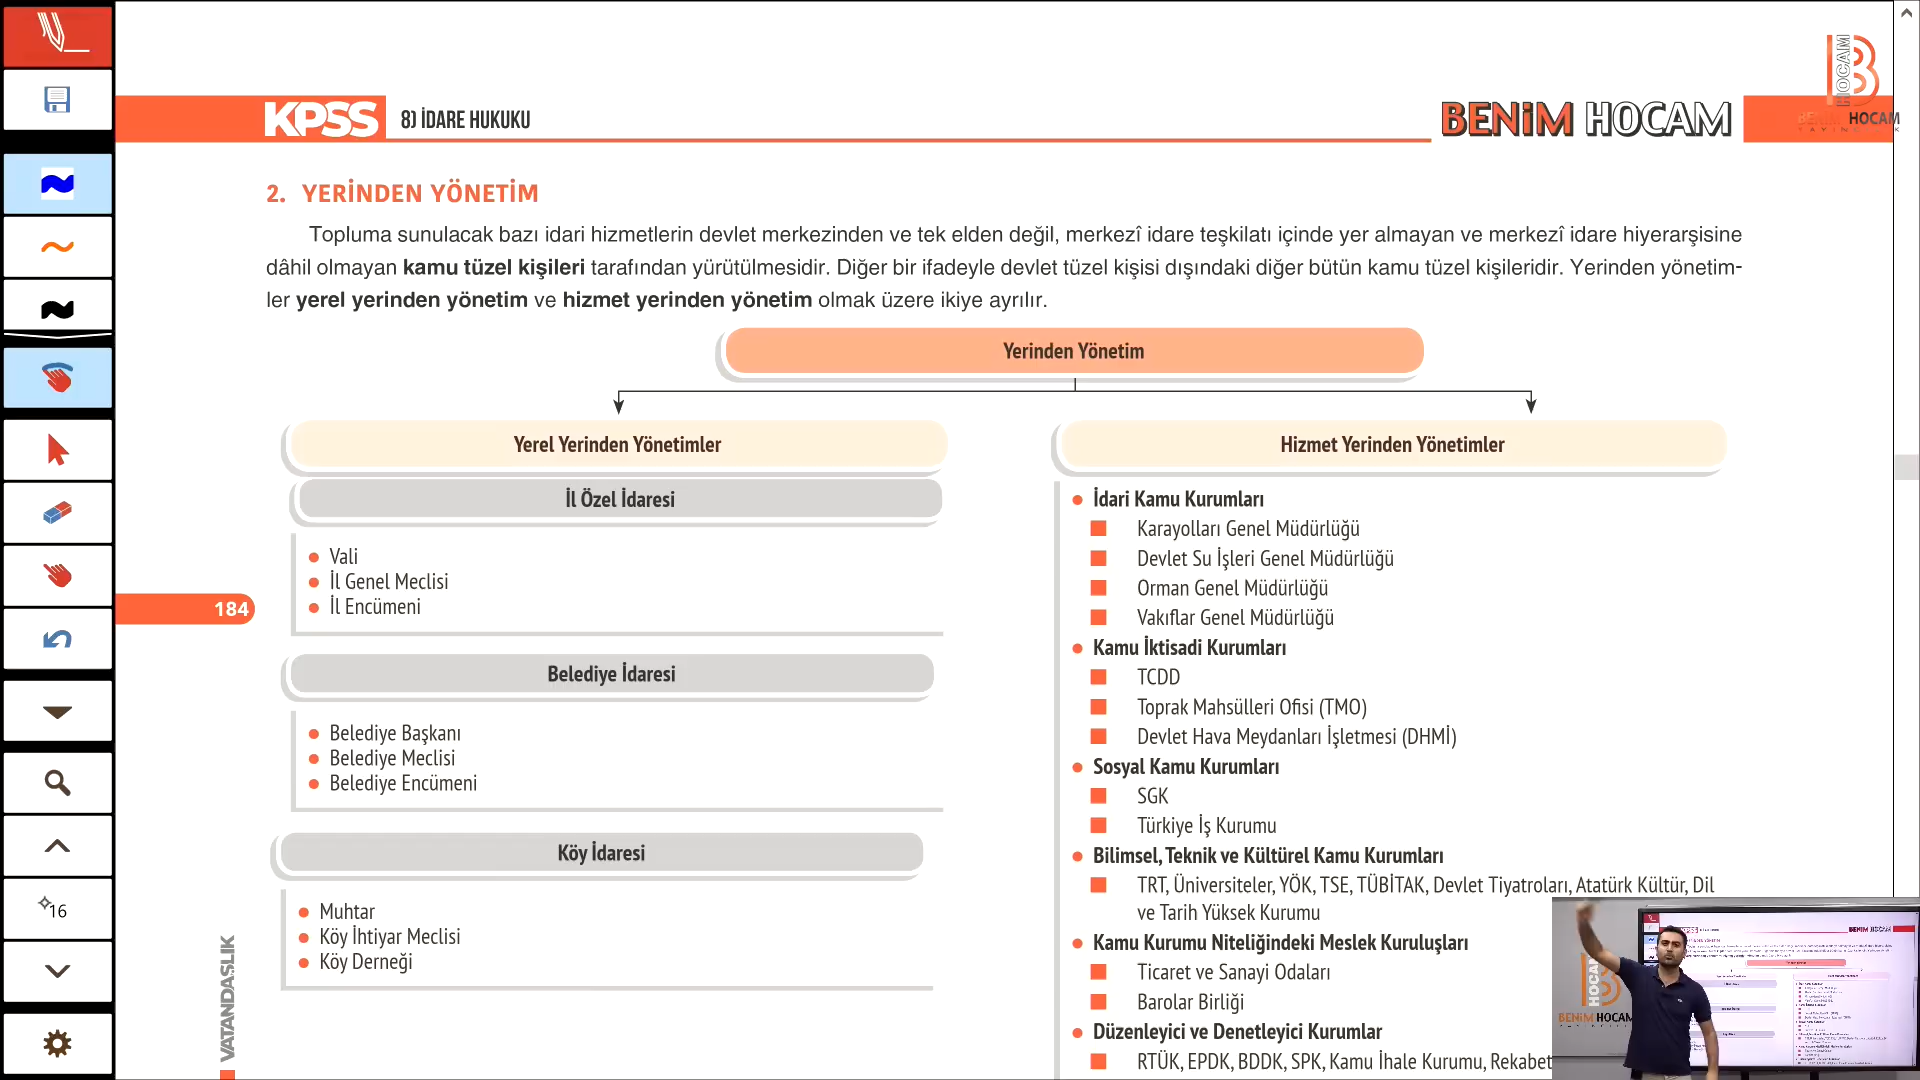 KPSS
8) İDARE HUKUKU
BENİM HOCAM
HOCAM
BENİM HOCAM
2. YERİNDEN YÖNETİM
Topluma sunulacak bazı idari hizmetlerin devlet merkezinden ve tek elden değil, merkezî idare teşkilatı içinde yer almayan ve merkezî idare hiyerarşisine
dâhil olmayan kamu tüzel kişileri tarafından yürütülmesidir. Diğer bir ifadeyle devlet tüzel kişisi dışındaki diğer bütün kamu tüzel kişileridir. Yerinden yönetim-
ler yerel yerinden yönetim ve hizmet yerinden yönetim olmak üzere ikiye ayrılır.
Yerinden Yönetim
Yerel Yerinden Yönetimler
İl Özel İdaresi
Vali
İl Genel Meclisi
İl Encümeni
Belediye İdaresi
Belediye Başkanı
Belediye Meclisi
Belediye Encümeni
Köy İdaresi
Muhtar
Köy İhtiyar Meclisi
Köy Derneği
Hizmet Yerinden Yönetimler
İdari Kamu Kurumları
Karayolları Genel Müdürlüğü
Devlet Su İşleri Genel Müdürlüğü
Orman Genel Müdürlüğü
Vakıflar Genel Müdürlüğü
Kamu İktisadi Kurumları
TCDD
Toprak Mahsülleri Ofisi (TMO)
Devlet Hava Meydanları İşletmesi (DHMİ)
Sosyal Kamu Kurumları
SGK
Türkiye İş Kurumu
Bilimsel, Teknik ve Kültürel Kamu Kurumları
TRT, Üniversiteler, YÖK, TSE, TÜBİTAK, Devlet Tiyatroları, Atatürk Kültür, Dil
ve Tarih Yüksek Kurumu
Kamu Kurumu Niteliğindeki Meslek Kuruluşları
Ticaret ve Sanayi Odaları
Barolar Birliği
Düzenleyici ve Denetleyici Kurumlar
RTÜK, EPDK, BDDK, SPK, Kamu İhale Kurumu, Rekabet
184
VATANDAŞLIK
16
HOCAM
BENİM HOCAM
BENİM HOCAM